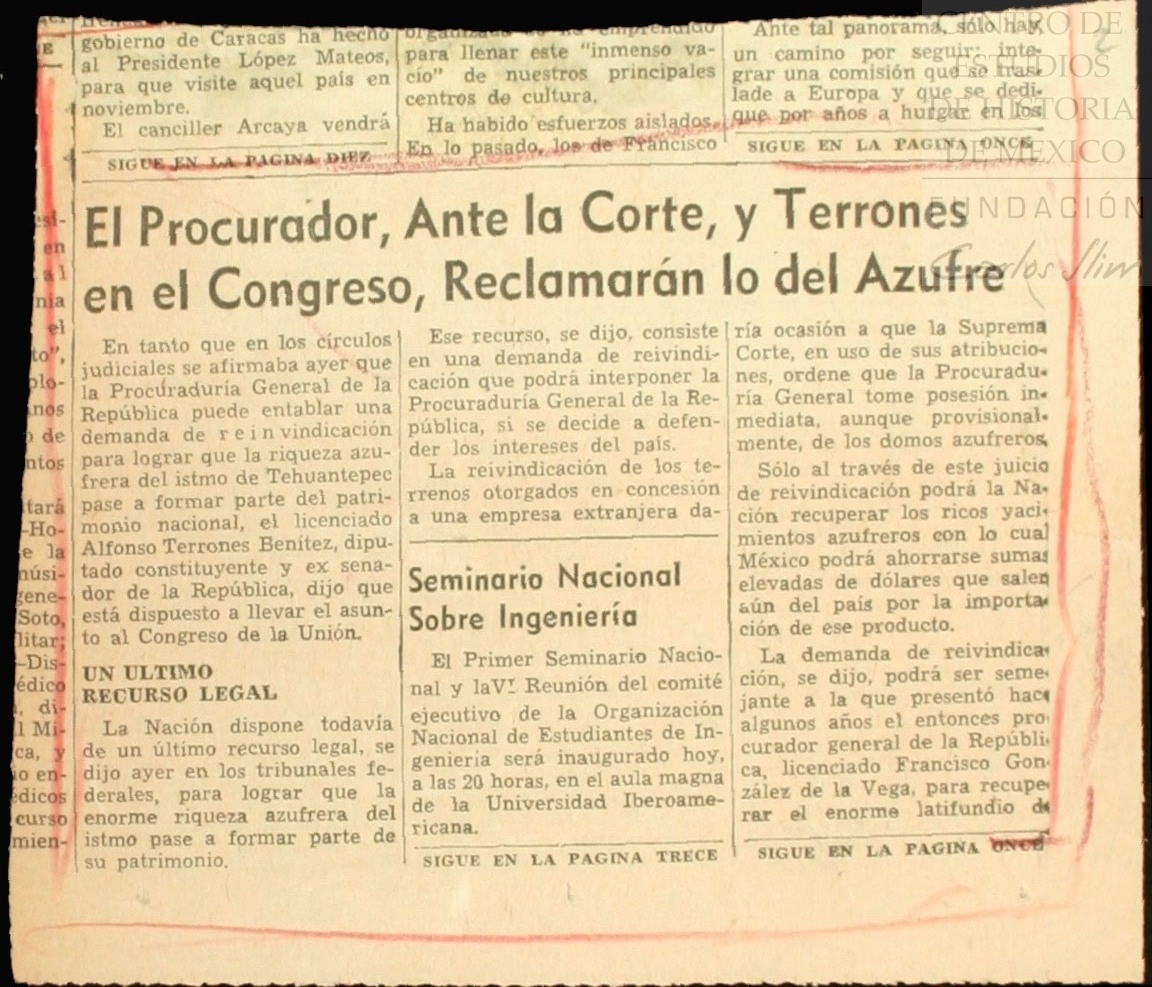 gobierno de Caracas ha hecho
al Presidente López Mateos,
para que visite aquel país en
noviembre.
El canciller Arcaya vendrá
SIGUE EN LA PAGINA DIEZ
para llenar este "inmenso va-
cío" de nuestros principales
centros de cultura.
Ha habido esfuerzos aislados.
En lo pasado, los de Francisco
Ante tal panorama, sólo hay
un camino por seguir: inte-
grar una comisión que se tras-
lade a Europa y que se dedi-
que por años a hurgar en los
SIGUE EN LA PAGINA ONCE
CENTRO DE
ESTUDIOS
DE HISTORIA
DE MEXICO
FUNDACIÓN
Carlos Slim
El Procurador, Ante la Corte, y Terrones
en el Congreso, Reclamarán lo del Azufre
En tanto que en los círculos
judiciales se afirmaba ayer que
la Procuraduría General de la
República puede entablar una
demanda de reinvindicación
para lograr que la riqueza azu-
frera del istmo de Tehuantepec
pase a formar parte del patri-
monio nacional, el licenciado
Alfonso Terrones Benítez, dipu-
tado constituyente y ex sena-
dor de la República, dijo que
está dispuesto a llevar el asun-
to al Congreso de la Unión.
UN ULTIMO
RECURSO LEGAL
La Nación dispone todavía
de un último recurso legal, se
dijo ayer en los tribunales fe-
derales, para lograr que la
enorme riqueza azufrera del
istmo pase a formar parte de
su patrimonio.
Ese recurso, se dijo, consiste
en una demanda de reivindi-
cación que podrá interponer la
Procuraduría General de la Re-
pública, si se decide a defen-
der los intereses del país.
La reivindicación de los te-
rrenos otorgados en concesión
a una empresa extranjera da-
Seminario Nacional
Sobre Ingeniería
El Primer Seminario Nacio-
nal y laVª Reunión del comité
ejecutivo de la Organización
Nacional de Estudiantes de In-
geniería será inaugurado hoy,
a las 20 horas, en el aula magna
de la Universidad Iberoame-
ricana.
SIGUE EN LA PAGINA TRECE
ría ocasión a que la Suprema
Corte, en uso de sus atribucio-
nes, ordene que la Procuradu-
ría General tome posesión in-
mediata, aunque provisional-
mente, de los domos azufreros.
Sólo al través de este juicio
de reivindicación podrá la Na-
ción recuperar los ricos yaci-
mientos azufreros con lo cual
México podrá ahorrarse sumas
elevadas de dólares que salen
aún del país por la importa-
ción de ese producto.
La demanda de reivindica
ción, se dijo, podrá ser seme-
jante a la que presentó hace
algunos años el entonces pro
curador general de la Repúbli-
ca, licenciado Francisco Gon-
zález de la Vega, para recupe-
rar el enorme latifundio de
SIGUE EN LA PAGINA ONCE